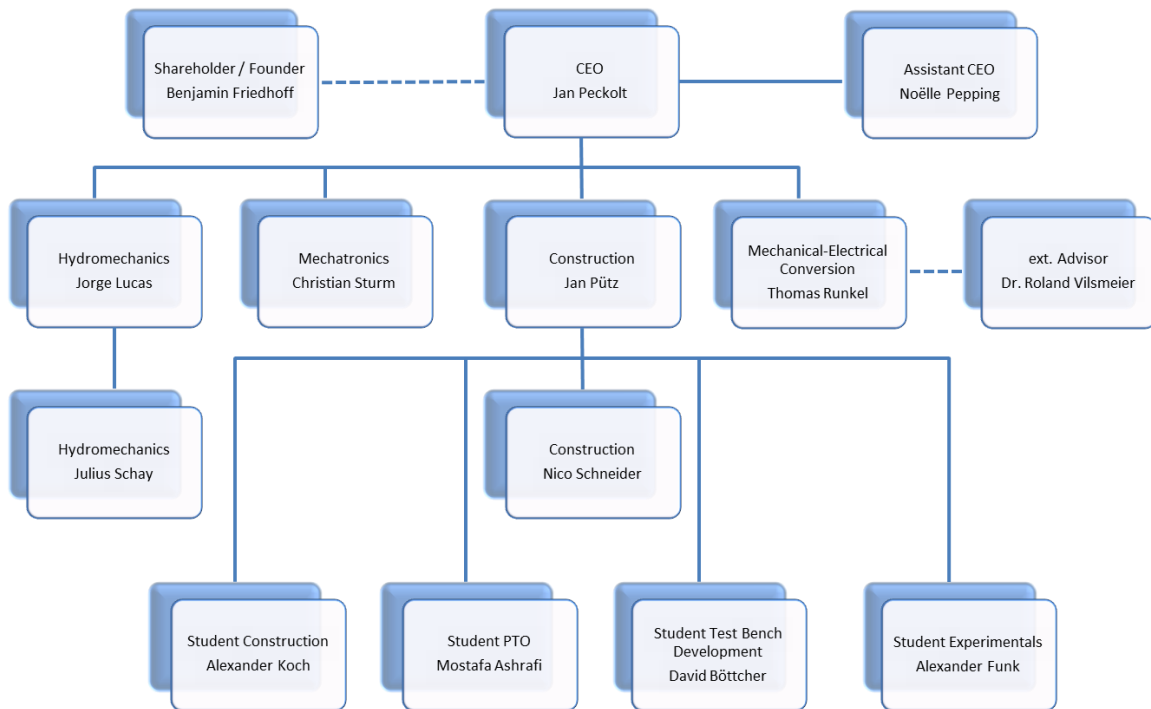 Shareholder / Founder
Benjamin Friedhoff
CEO
Jan Peckolt
Assistant CEO
Noëlle Pepping
Hydromechanics
Jorge Lucas
Mechatronics
Christian Sturm
Construction
Jan Pütz
Mechanical-Electrical
Conversion
Thomas Runkel
ext. Advisor
Dr. Roland Vilsmeier
Hydromechanics
Julius Schay
Construction
Nico Schneider
Student Construction
Alexander Koch
Student PTO
Mostafa Ashrafi
Student Test Bench
Development
David Böttcher
Student Experimentals
Alexander Funk